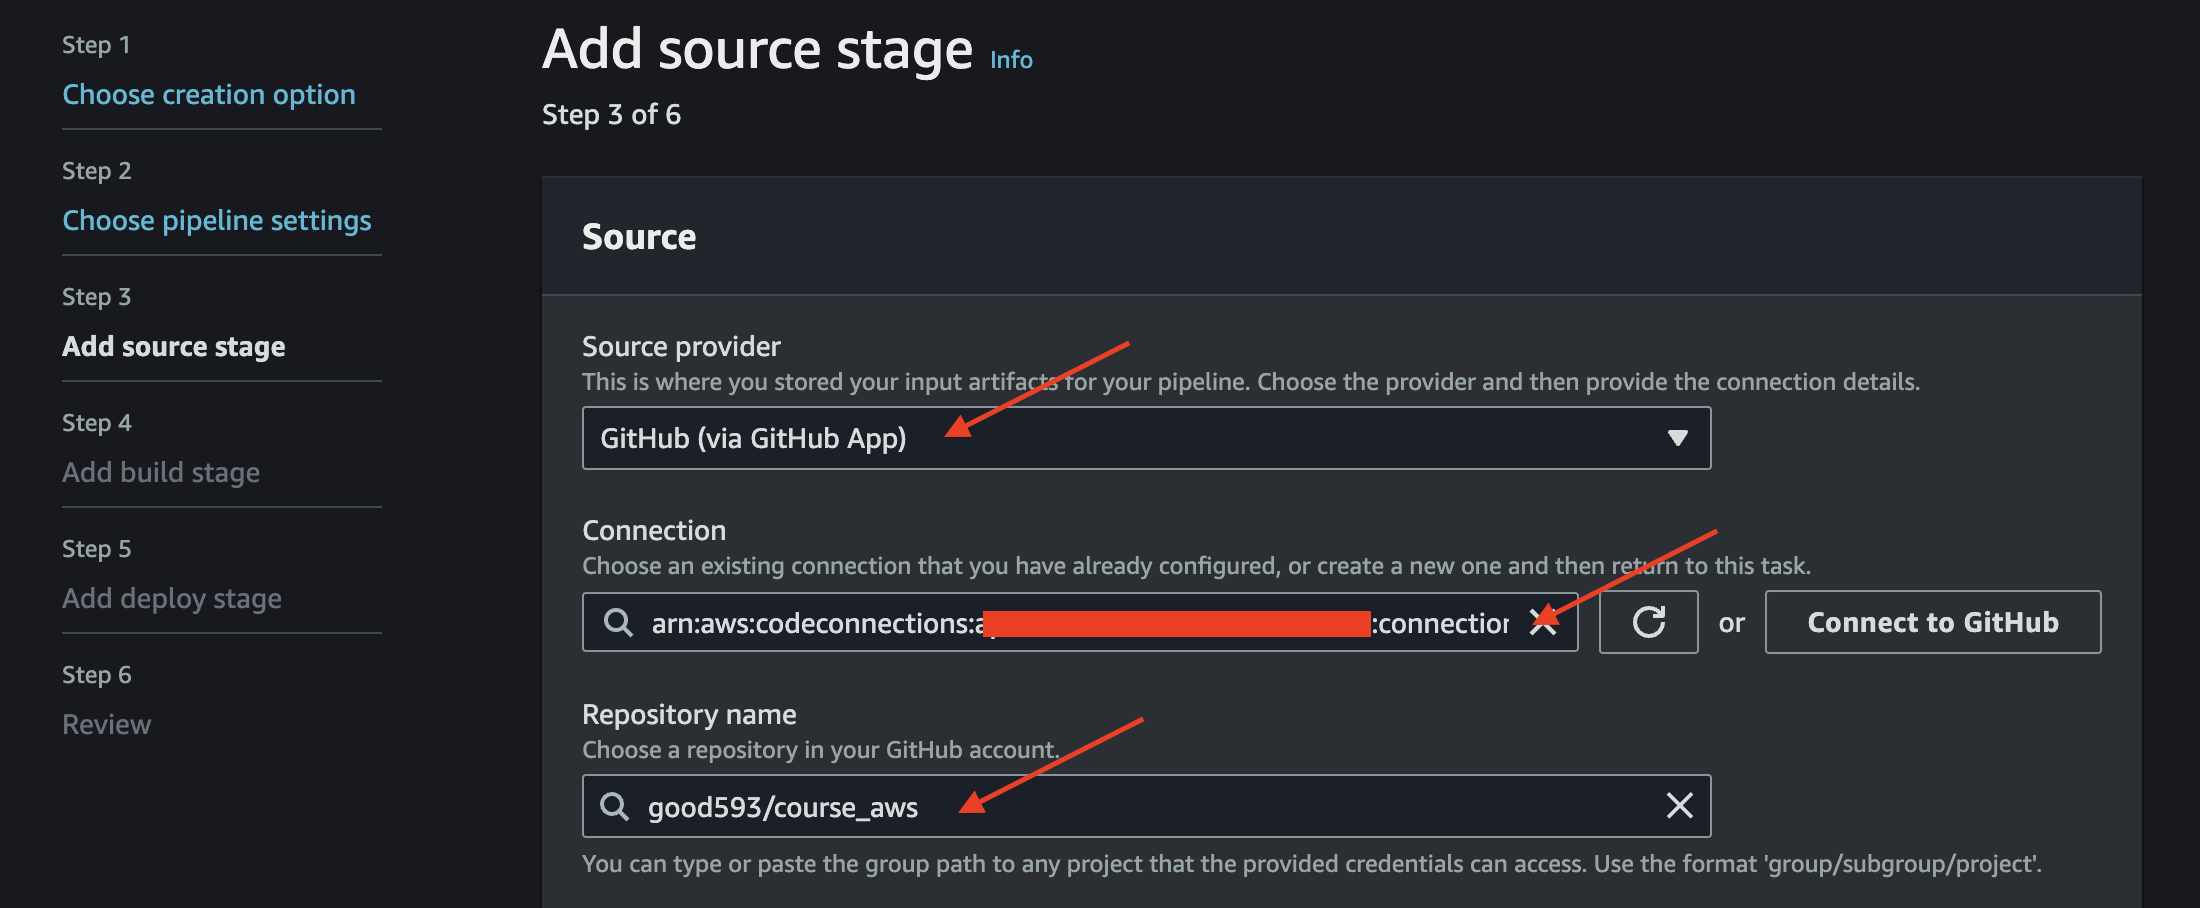 Step 1
Choose creation option
Step 2
Choose pipeline settings
Step 3
Add source stage
Step 4
Add build stage
Step 5
Add deploy stage
Step 6
Review
Add source stage Info
Step 3 of 6
Source
Source provider
This is where you stored your input artifacts for your pipeline. Choose the provider and then provide the connection details.
GitHub (via GitHub App)
Connection
Choose an existing connection that you have already configured, or create a new one and then return to this task.
arn:aws:codeconnections: :connection
or
Connect to GitHub
Repository name
Choose a repository in your GitHub account.
good593/course_aws
You can type or paste the group path to any project that the provided credentials can access. Use the format 'group/subgroup/project'.